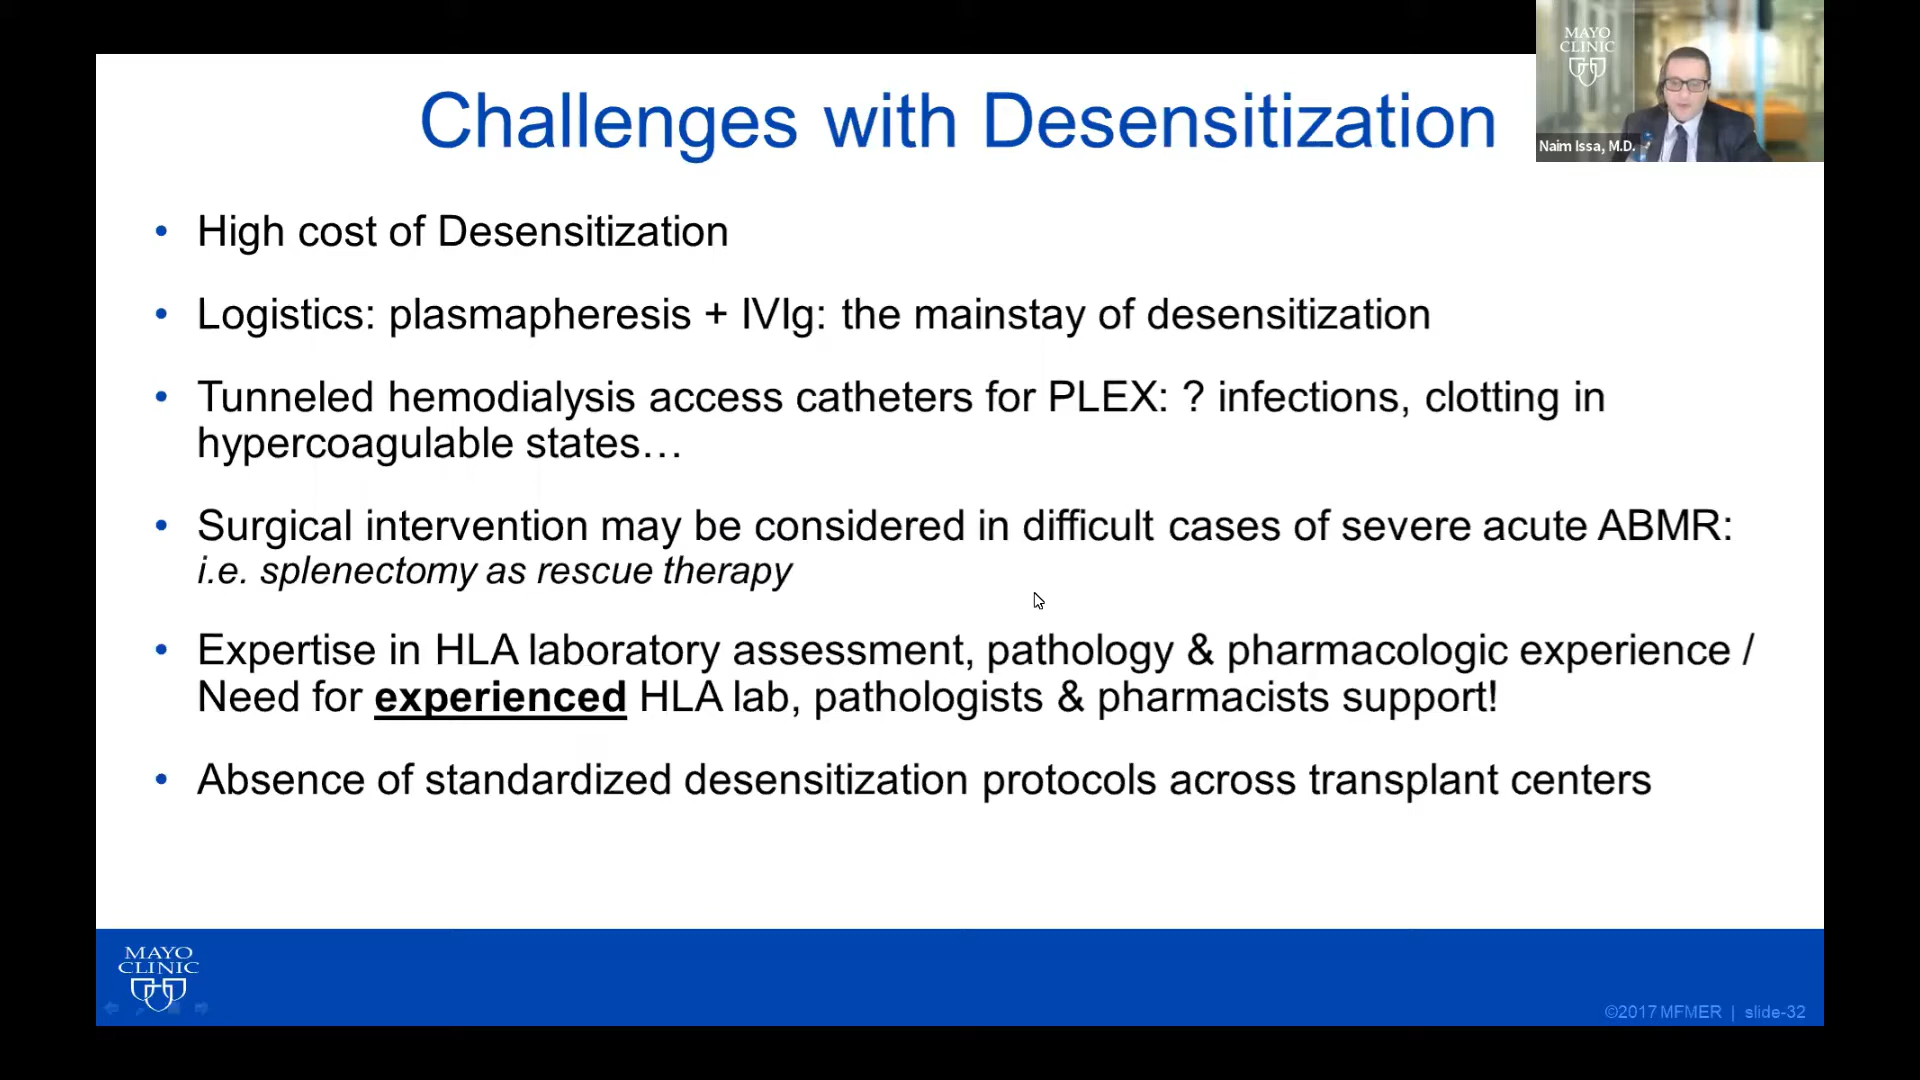 MAYO
CLINIC
Naim Issa, M.D.
Challenges with Desensitization
• High cost of Desensitization
• Logistics: plasmapheresis + IVIg: the mainstay of desensitization
• Tunneled hemodialysis access catheters for PLEX: ? infections, clotting in
hypercoagulable states…
• Surgical intervention may be considered in difficult cases of severe acute ABMR:
i.e. splenectomy as rescue therapy
• Expertise in HLA laboratory assessment, pathology & pharmacologic experience /
Need for experienced HLA lab, pathologists & pharmacists support!
• Absence of standardized desensitization protocols across transplant centers
MAYO
CLINIC
©2017 MFMER | slide-32